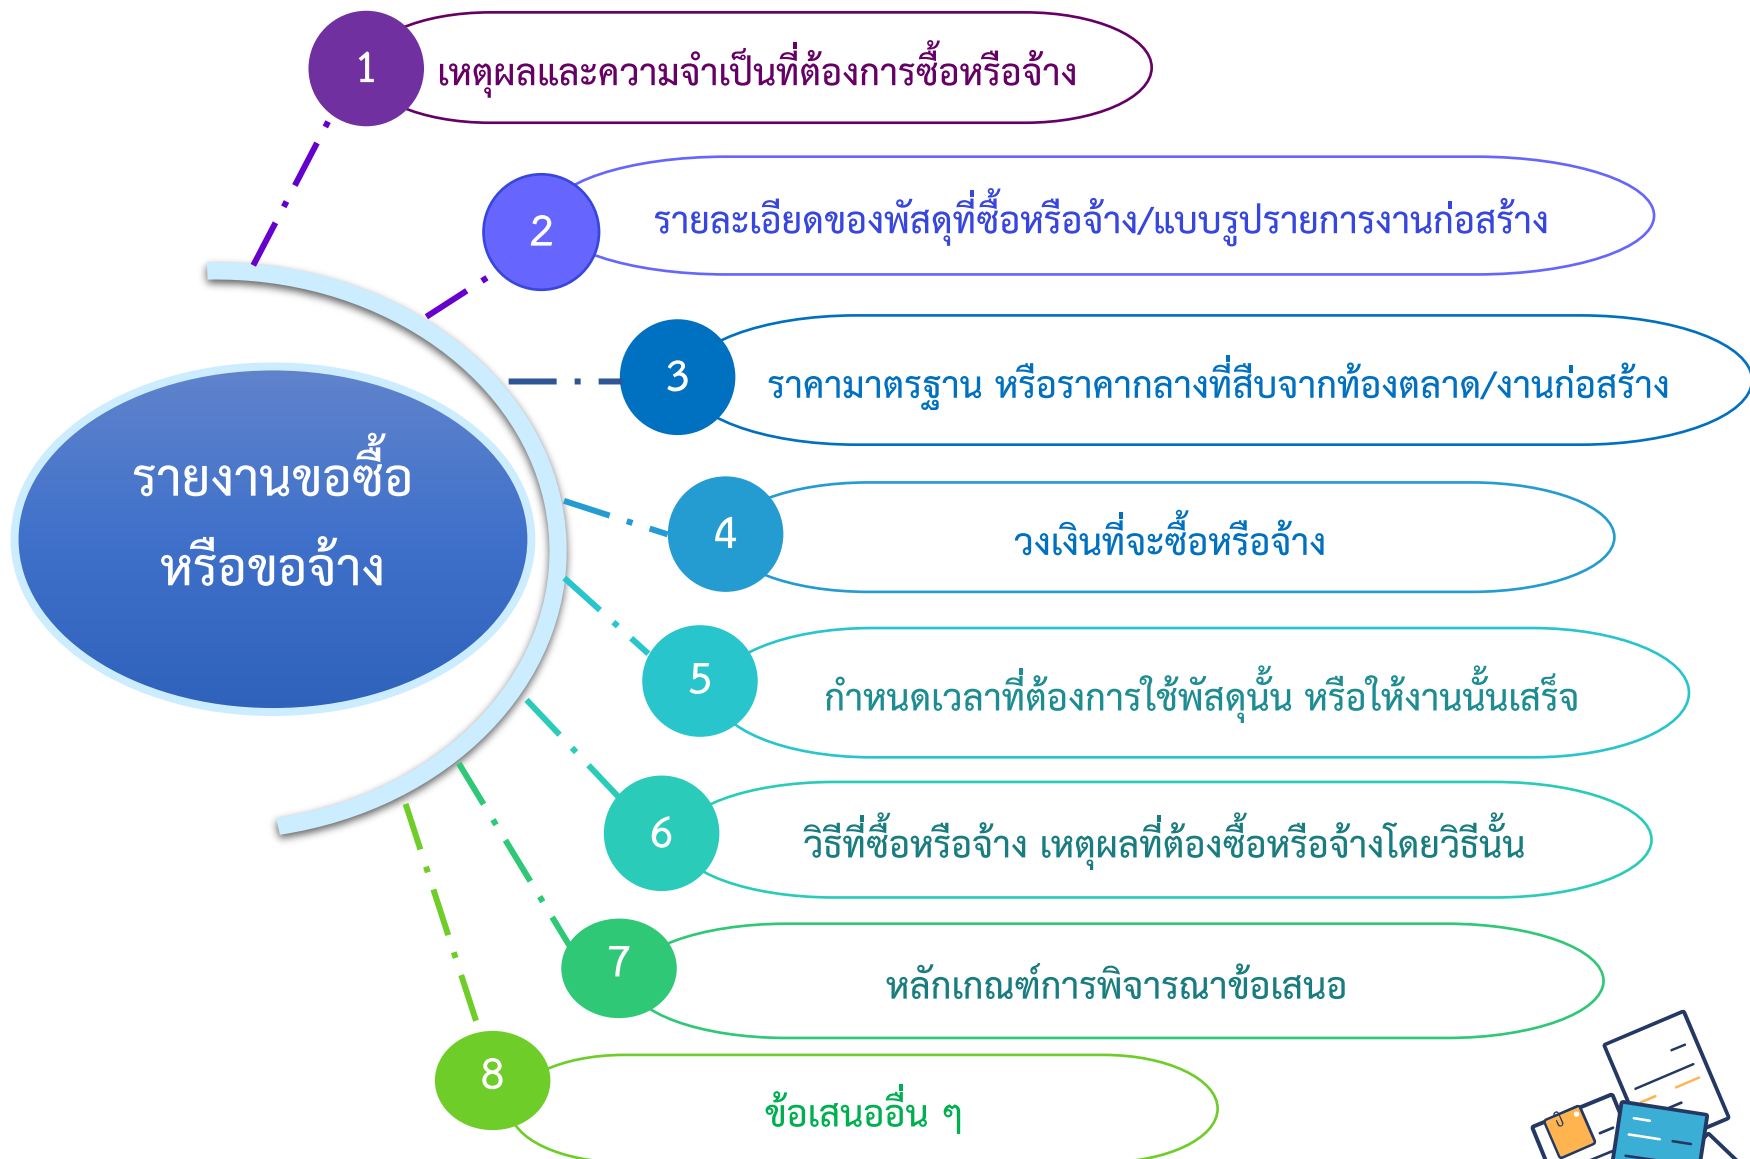 1
เหตุผลและความจำเป็นที่ต้องการซื้อหรือจ้าง
2
รายละเอียดของพัสดุที่ซื้อหรือจ้าง/แบบรูปรายการงานก่อสร้าง
3
ราคามาตรฐาน หรือราคากลางที่สืบจากท้องตลาด/งานก่อสร้าง
รายงานขอซื้อ
หรือขอจ้าง
4
วงเงินที่จะซื้อหรือจ้าง
5
กำหนดเวลาที่ต้องการใช้พัสดุนั้น หรือให้งานนั้นเสร็จ
6
วิธีที่ซื้อหรือจ้าง เหตุผลที่ต้องซื้อหรือจ้างโดยวิธีนั้น
7
หลักเกณฑ์การพิจารณาข้อเสนอ
8
ข้อเสนออื่น ๆ